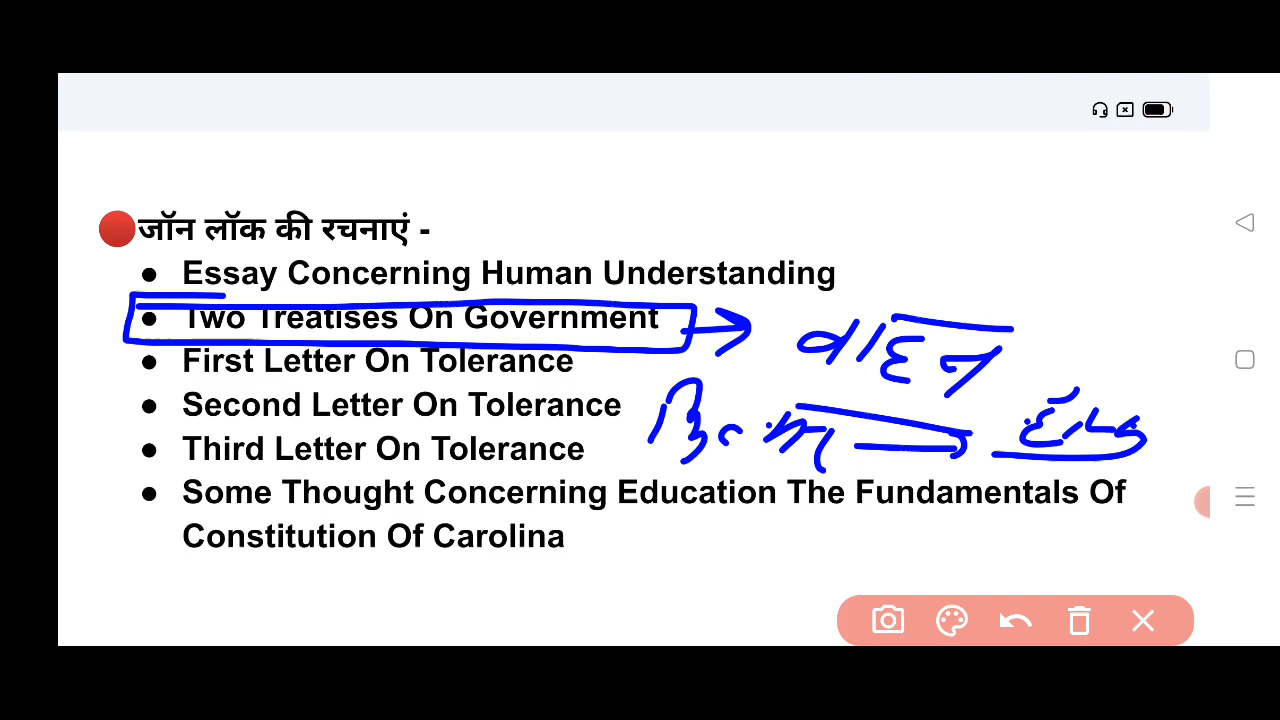 जॉन लॉक की रचनाएं -
● Essay Concerning Human Understanding
● Two Treatises On Government
● First Letter On Tolerance
● Second Letter On Tolerance
● Third Letter On Tolerance
● Some Thought Concerning Education The Fundamentals Of
Constitution Of Carolina